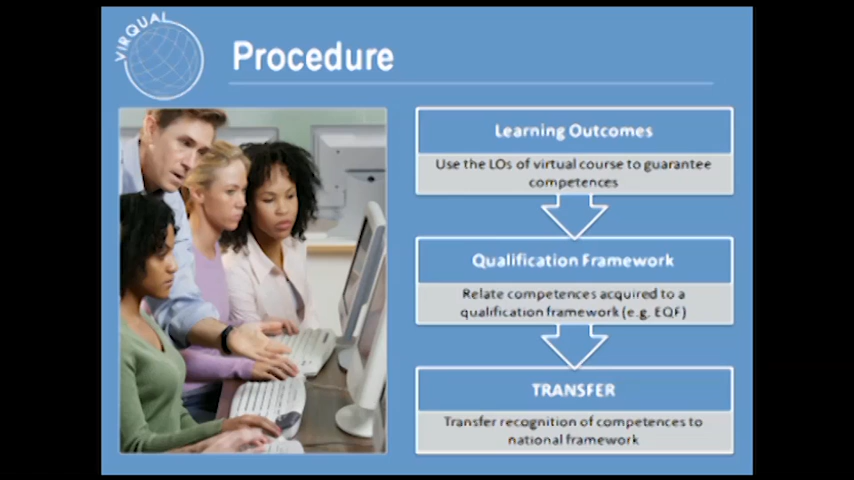 VIRQUAL
Procedure
Learning Outcomes
Use the LOs of virtual course to guarantee
competences
Qualification Framework
Relate competences acquired to a
qualification framework (e.g. EQF)
TRANSFER
Transfer recognition of competences to
national framework